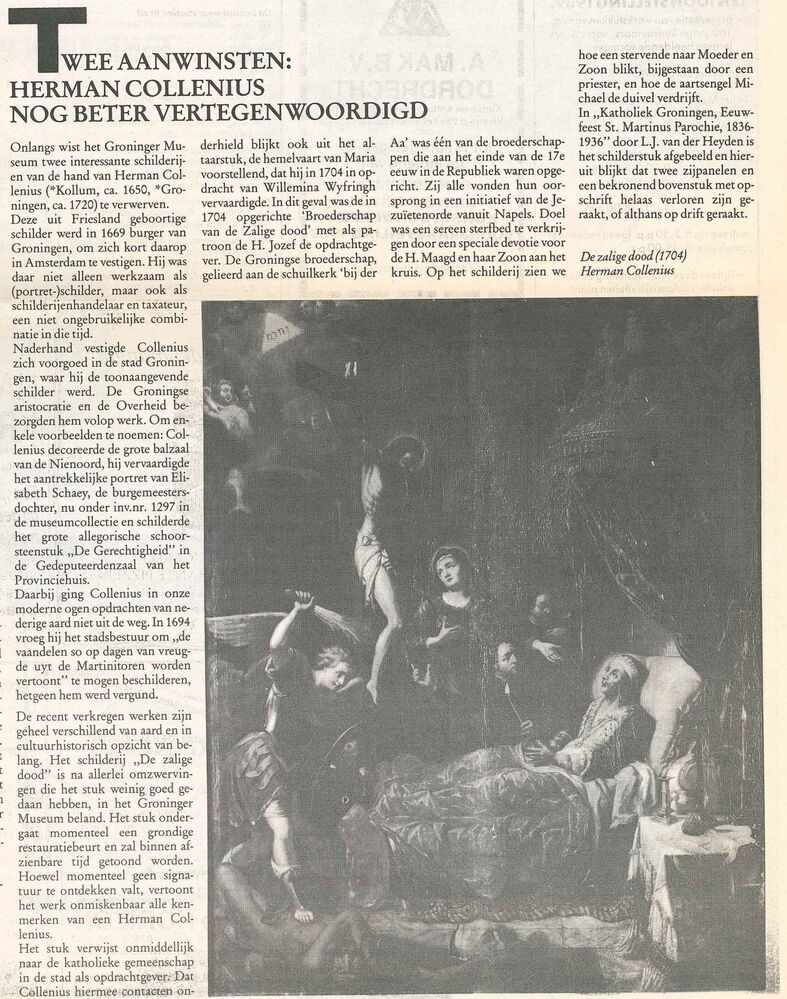 TWEE AANWINSTEN:
HERMAN COLLENIUS
NOG BETER VERTEGENWOORDIGD
Onlangs wist het Groninger Mu-
seum twee interessante schilderij-
en van de hand van Herman Col-
lenius (*Kollum, ca. 1650, *Gro-
ningen, ca. 1720) te verwerven.
Deze uit Friesland geboortige
schilder werd in 1669 burger van
Groningen, om zich kort daarop
in Amsterdam te vestigen. Hij was
daar niet alleen werkzaam als
(portret-)schilder, maar ook als
schilderijenhandelaar en taxateur,
een niet ongebruikelijke combi-
natie in die tijd.
Naderhand vestigde Collenius
zich voorgoed in de stad Gronin-
gen, waar hij de toonaangevende
schilder werd. De Groningse
aristocratie en de Overheid be-
zorgden hem volop werk. Om en-
kele voorbeelden te noemen: Col-
lenius decoreerde de grote balzaal
van de Nienoord, hij vervaardigde
het aantrekkelijke portret van Eli-
sabeth Schaey, de burgemeesters-
dochter, nu onder inv.nr. 1297 in
de museumcollectie en schilderde
het grote allegorische schoor-
steenstuk „De Gerechtigheid” in
de Gedeputeerdenzaal van het
Provinciehuis.
Daarbij ging Collenius in onze
moderne ogen opdrachten van ne-
derige aard niet uit de weg. In 1694
vroeg hij het stadsbestuur om „de
vaandelen so op dagen van vreug-
de uyt de Martinitoren worden
vertoont” te mogen beschilderen,
hetgeen hem werd vergund.
De recent verkregen werken zijn
geheel verschillend van aard en in
cultuurhistorisch opzicht van be-
lang. Het schilderij „De zalige
dood” is na allerlei omzwervin-
gen die het stuk weinig goed ge-
daan hebben, in het Groninger
Museum beland. Het stuk onder-
gaat momenteel een grondige
restauratiebeurt en zal binnen af-
zienbare tijd getoond worden.
Hoewel momenteel geen signa-
tuur te ontdekken valt, vertoont
het werk onmiskenbaar alle ken-
merken van een Herman Col-
lenius.
Het stuk verwijst onmiddellijk
naar de katholieke gemeenschap
in de stad als opdrachtgever. Dat
Collenius hiermee contacten on-
derhield blijkt ook uit het al-
taarstuk, de hemelvaart van Maria
voorstellend, dat hij in 1704 in op-
dracht van Willemina Wyfringh
vervaardigde. In dit geval was de in
1704 opgerichte ‘Broederschap
van de Zalige dood’ met als pa-
troon de H. Jozef de opdrachtge-
ver. De Groningse broederschap,
gelieerd aan de schuilkerk ‘bij der
Aa’ was één van de broederschap-
pen die aan het einde van de 17e
eeuw in de Republiek waren opge-
richt. Zij alle vonden hun oor-
sprong in een initiatief van de Je-
zuïetenorde vanuit Napels. Doel
was een sereen sterfbed te verkrij-
gen door een speciale devotie voor
de H. Maagd en haar Zoon aan het
kruis. Op het schilderij zien we
hoe een stervende naar Moeder en
Zoon blikt, bijgestaan door een
priester, en hoe de aartsengel Mi-
chael de duivel verdrijft.
In „Katholiek Groningen, Eeuw-
feest St. Martinus Parochie, 1836-
1936” door L.J. van der Heyden is
het schilderstuk afgebeeld en hier-
uit blijkt dat twee zijpanelen en
een bekronend bovenstuk met op-
schrift helaas verloren zijn ge-
raakt, of althans op drift geraakt.
De zalige dood (1704)
Herman Collenius